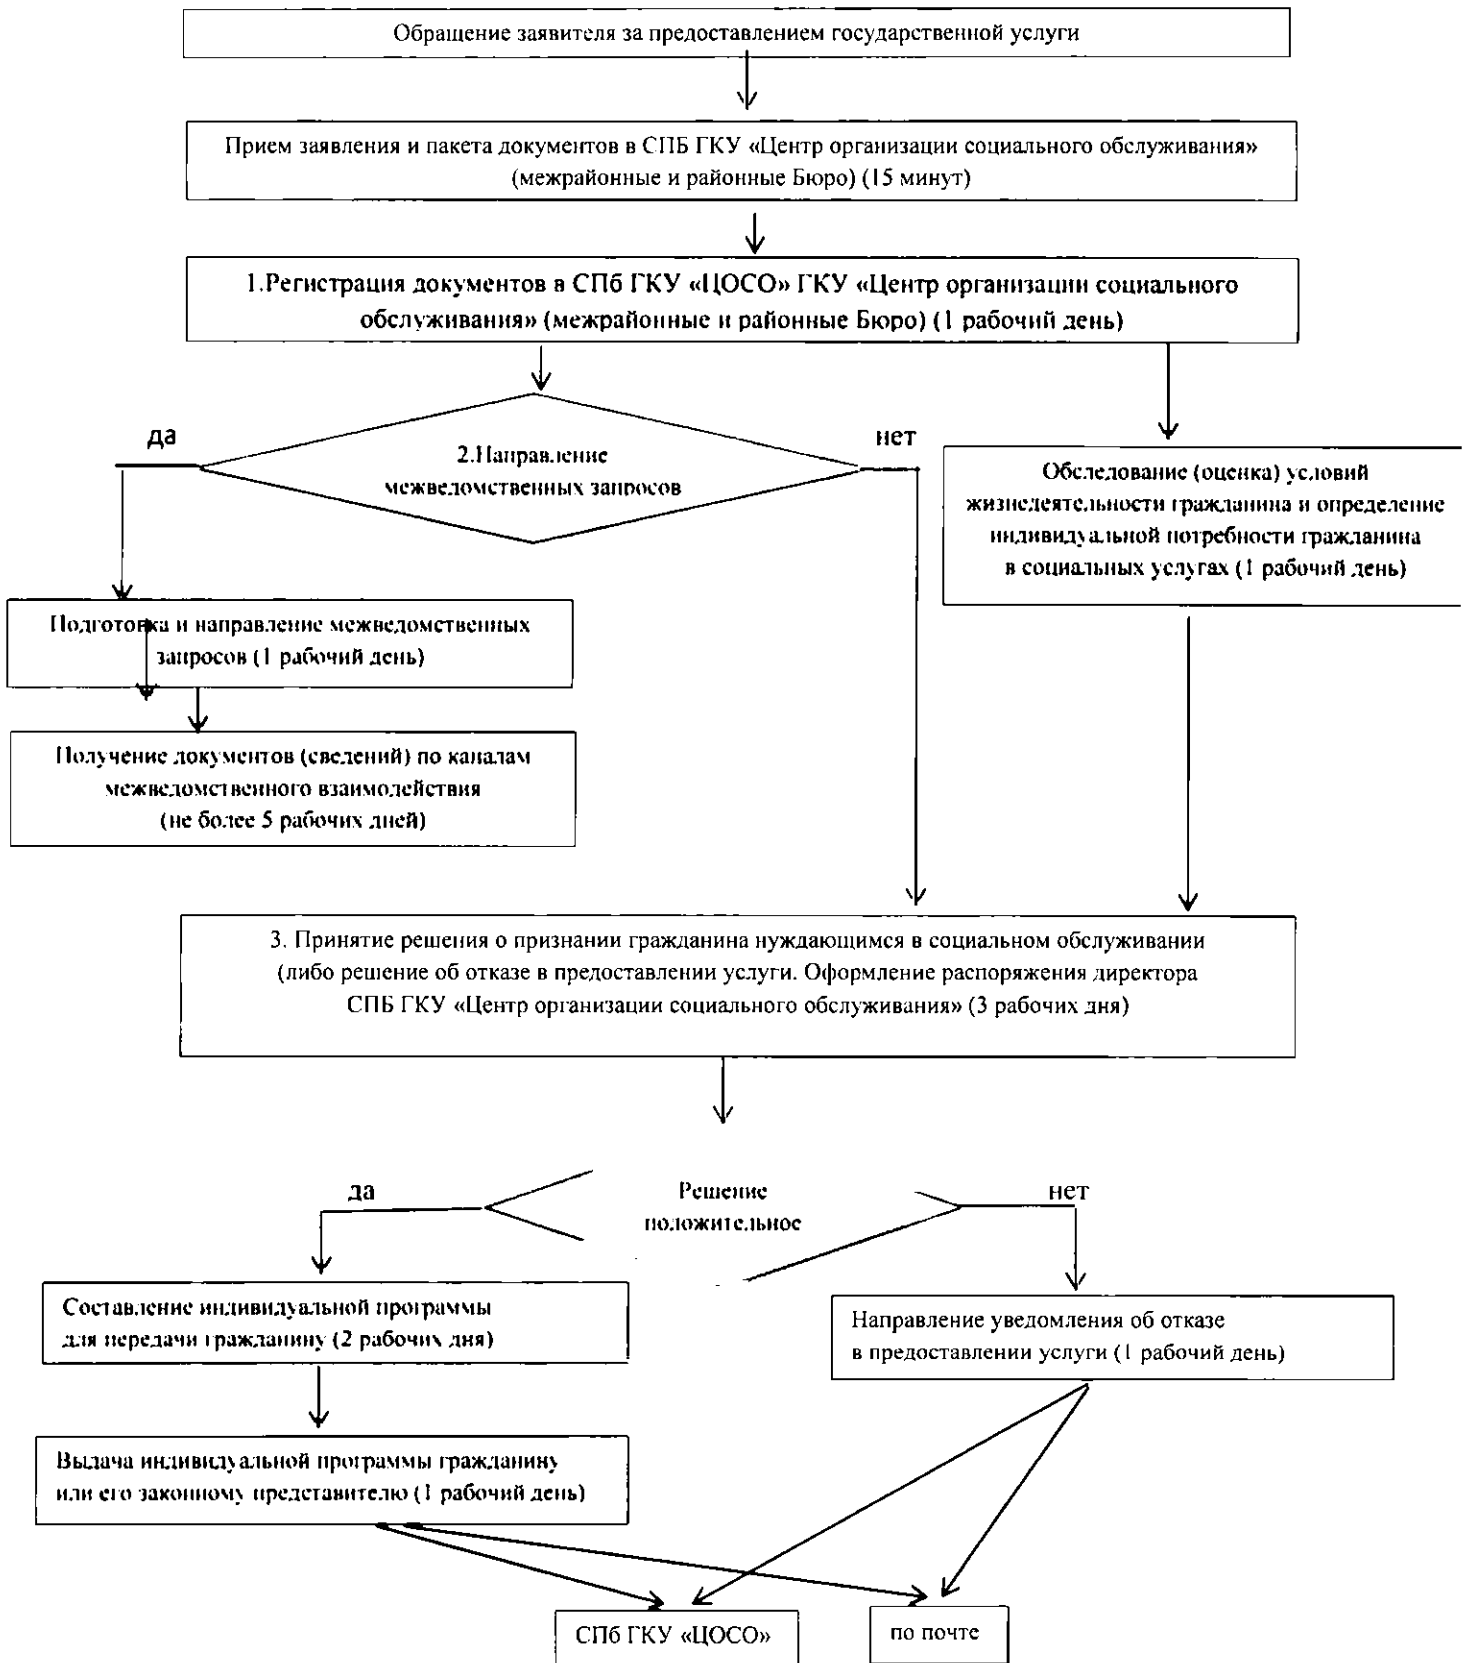 Обращение заявителя за предоставлением государственной услуги
Прием заявления и пакета документов в СПБ ГКУ «Центр организации социального обслуживания»
(межрайонные и районные Бюро) (15 минут)
1.Регистрация документов в СПб ГКУ «ЦОСО» ГКУ «Центр организации социального
обслуживания» (межрайонные и районные Бюро) (1 рабочий день)
да
нет
2.Направление
межведомственных запросов
Обследование (оценка) условий
жизнедеятельности гражданина и определение
индивидуальной потребности гражданина
в социальных услугах (1 рабочий день)
Подготовка и направление межведомственных
запросов (1 рабочий день)
Получение документов (сведений) по каналам
межведомственного взаимодействия
(не более 5 рабочих дней)
3. Принятие решения о признании гражданина нуждающимся в социальном обслуживании
(либо решение об отказе в предоставлении услуги. Оформление распоряжения директора
СПБ ГКУ «Центр организации социального обслуживания» (3 рабочих дня)
да
Решение
положительное
нет
Составление индивидуальной программы
для передачи гражданину (2 рабочих дня)
Направление уведомления об отказе
в предоставлении услуги (1 рабочий день)
Выдача индивидуальной программы гражданину
или его законному представителю (1 рабочий день)
СПб ГКУ «ЦОСО»
по почте